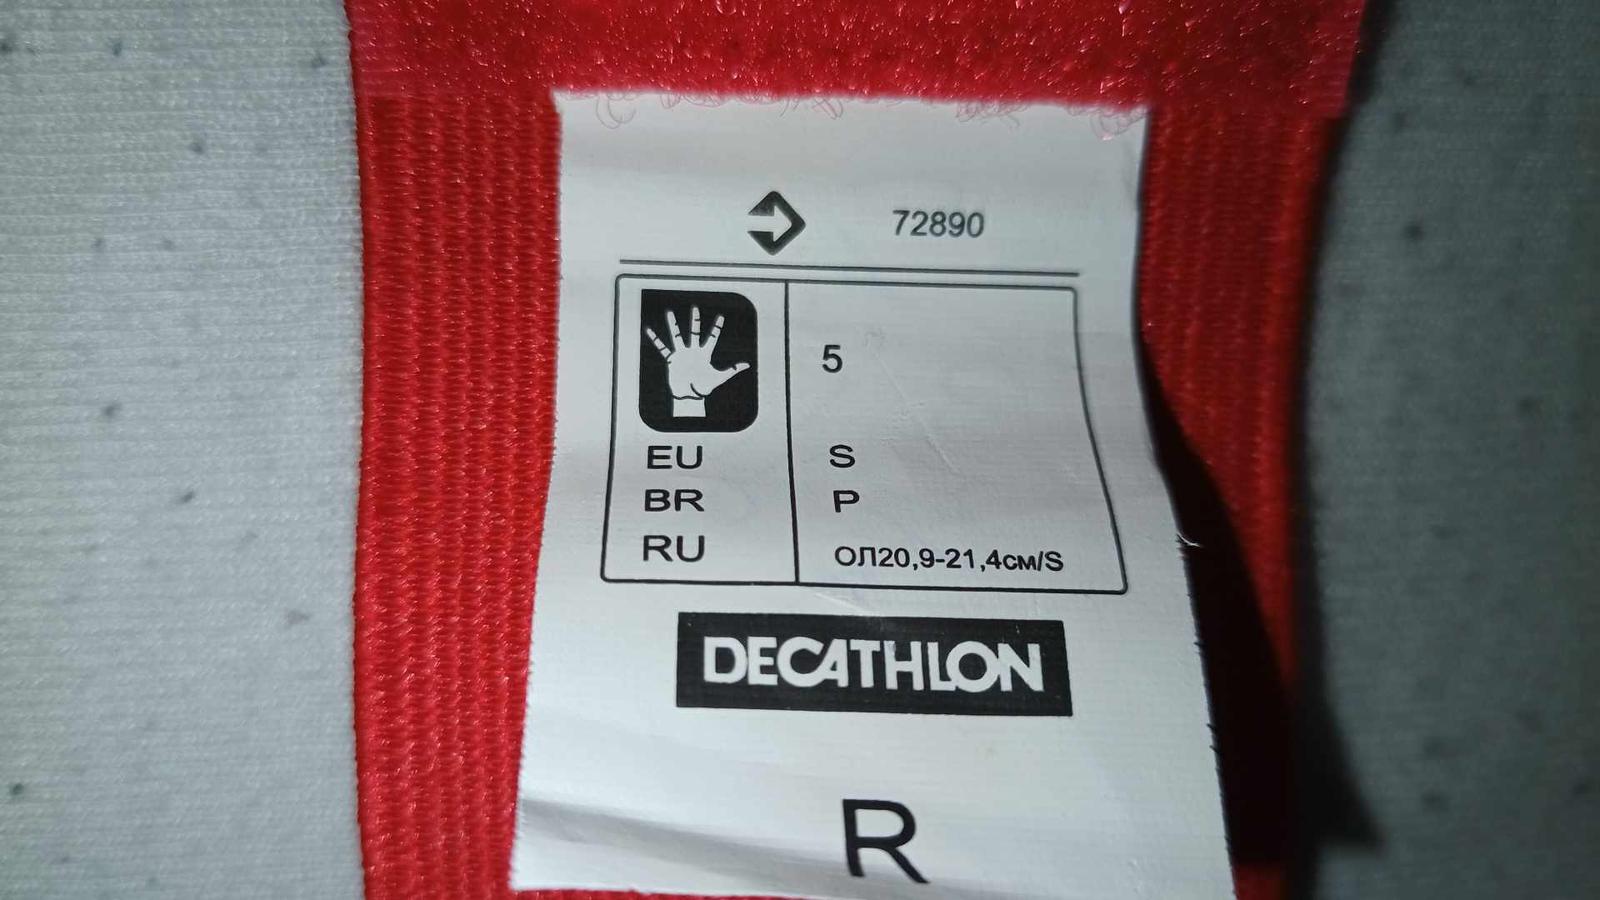 72890
5
EU S
BR P
RU ОЛ20,9-21,4см/S
DECATHLON
R